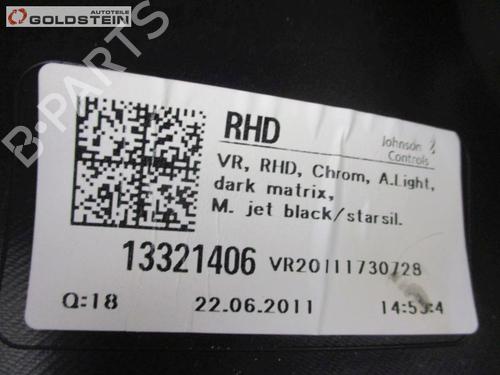 AUTOTEILE
GOLDSTEIN
B-PARTS
RHD
Johnson
Controls
VR, RHD, Chrom, A.Light,
dark matrix,
M. jet black/starsil.
13321406 VR20111730728
Q:18 22.06.2011